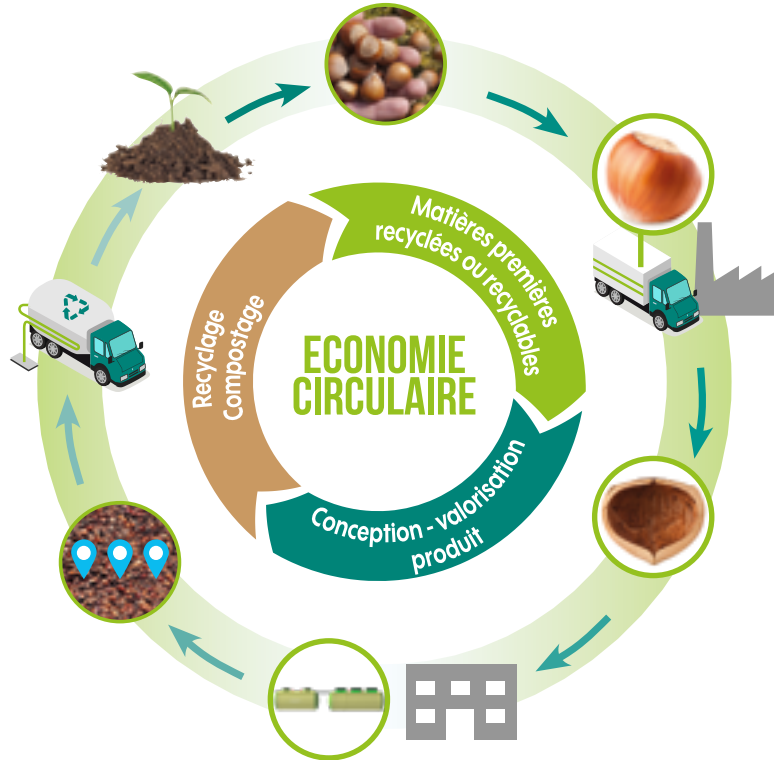 Matières premières
recyclées ou recyclables
Recyclage
Compostage
ECONOMIE
CIRCULAIRE
Conception - valorisation
produit